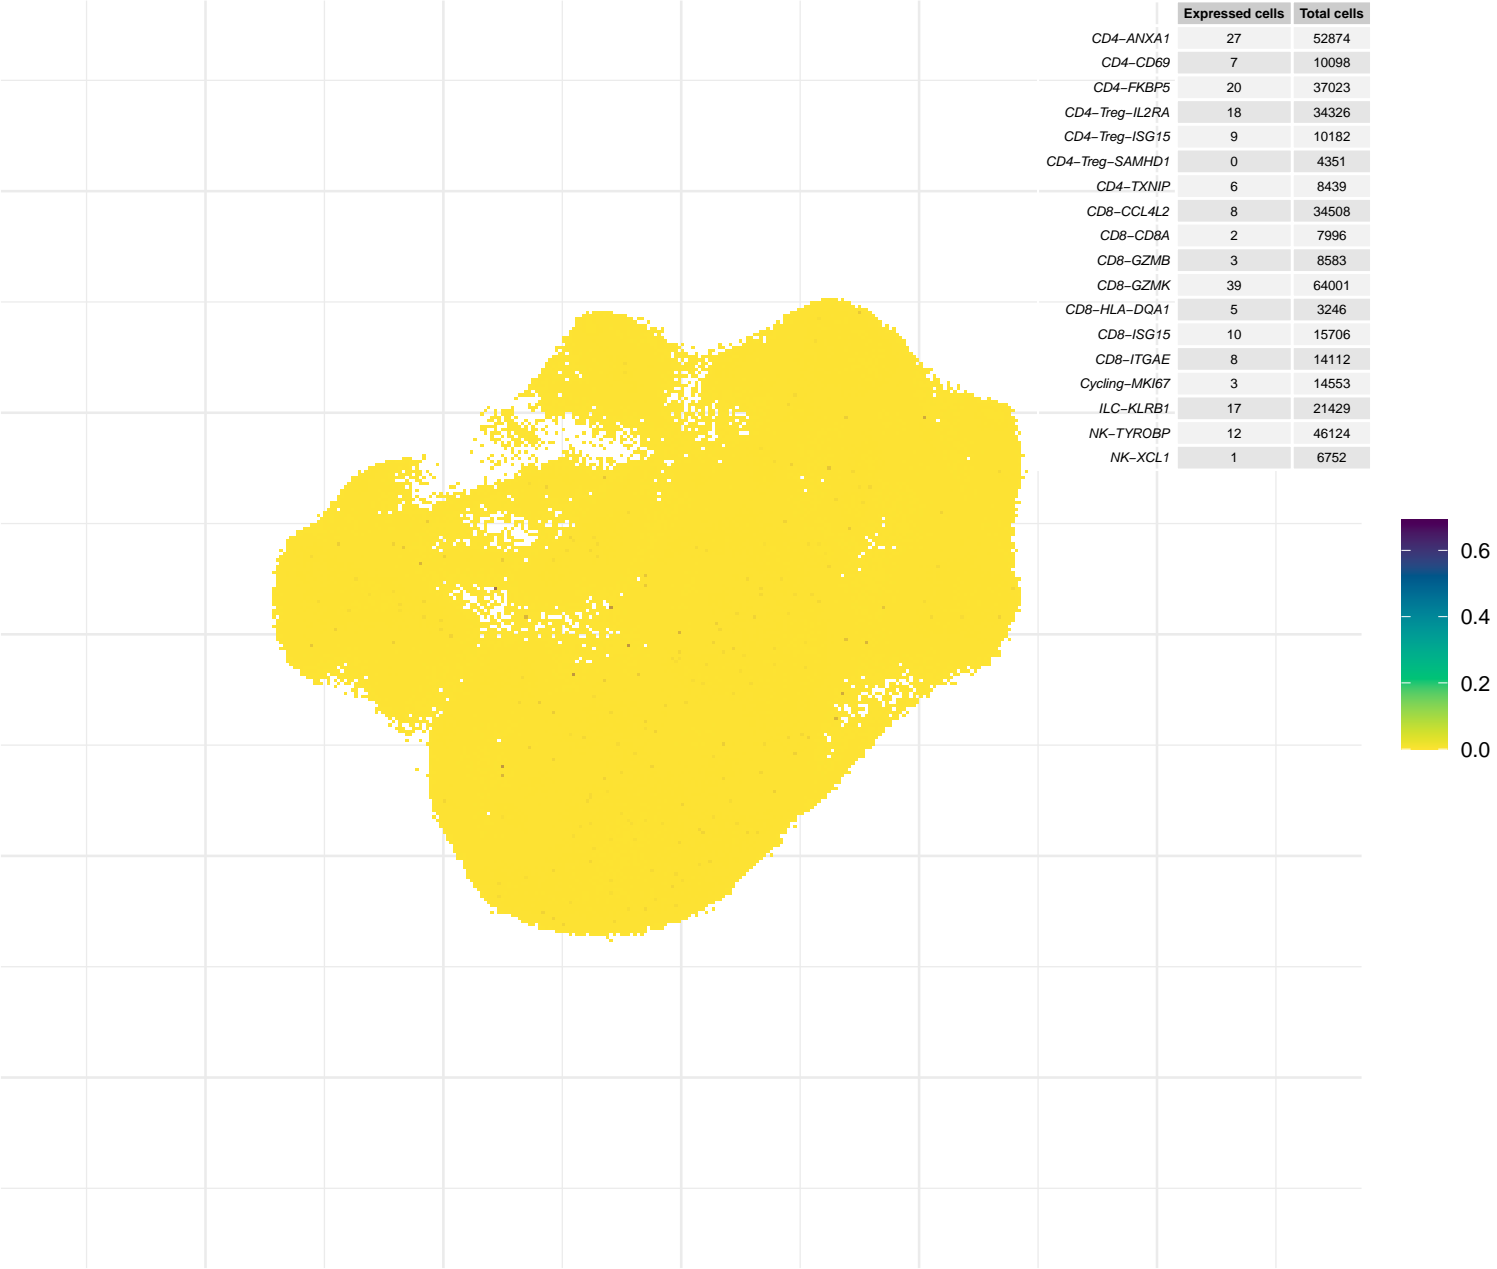 Expressed cells Total cells
CD4−ANXA1 27 52874
CD4−CD69 7 10098
CD4−FKBP5 20 37023
CD4−Treg−IL2RA 18 34326
CD4−Treg−ISG15 9 10182
CD4−Treg−SAMHD1 0 4351
CD4−TXNIP 6 8439
CD8−CCL4L2 8 34508
CD8−CD8A 2 7996
CD8−GZMB 3 8583
CD8−GZMK 39 64001
CD8−HLA−DQA1 5 3246
CD8−ISG15 10 15706
CD8−ITGAE 8 14112
Cycling−MKI67 3 14553
ILC−KLRB1 17 21429
NK−TYROBP 12 46124
NK−XCL1 1 6752
0.6
0.4
0.2
0.0